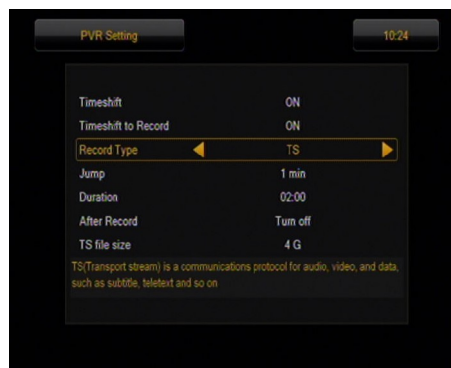 PVR Setting 10:24
Timeshift ON
Timeshift to Record ON
Record Type TS
Jump 1 min
Duration 02:00
After Record Turn off
TS file size 4 G
TS(Transport stream) is a communications protocol for audio, video, and data,
such as subtitle, teletext and so on